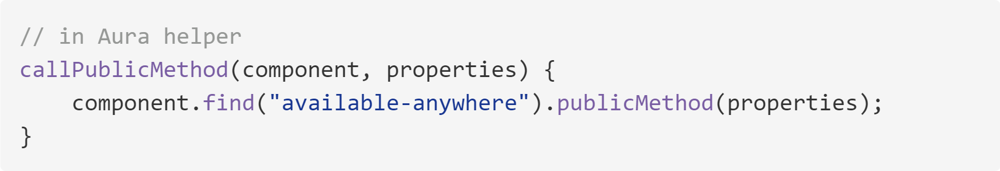 // in Aura helper
callPublicMethod(component, properties) {
    component.find("available-anywhere").publicMethod(properties);
}